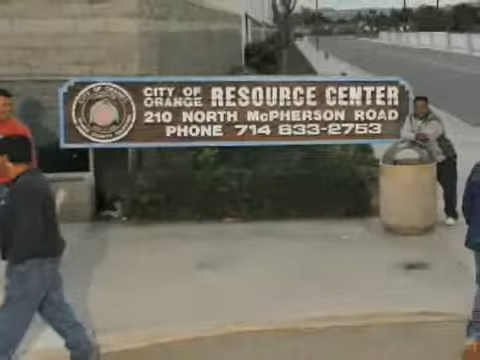 CITY OF ORANGE RESOURCE CENTER
210 NORTH McPHERSON ROAD
PHONE 714 633-2753